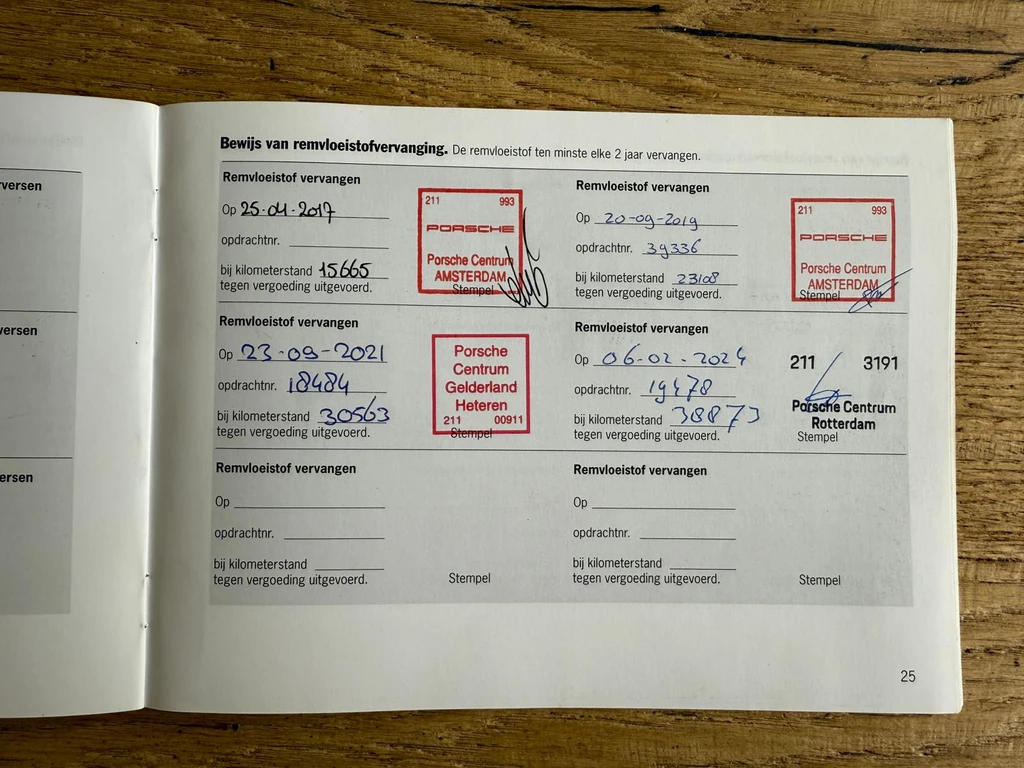 versen
versen
ersen
Bewijs van remvloeistofvervanging. De remvloeistof ten minste elke 2 jaar vervangen.
Remvloeistof vervangen
Op 25-04-2017
opdrachtnr.
bij kilometerstand 15665
tegen vergoeding uitgevoerd.
211 993
PORSCHE
Porsche Centrum
AMSTERDAM
Stempel
Remvloeistof vervangen
Op 20-09-2019
opdrachtnr. 39336
bij kilometerstand 23108
tegen vergoeding uitgevoerd.
211 993
PORSCHE
Porsche Centrum
AMSTERDAM
Stempel
Remvloeistof vervangen
Op 23-09-2021
opdrachtnr. 18484
bij kilometerstand 30563
tegen vergoeding uitgevoerd.
Porsche
Centrum
Gelderland
Heteren
211 00911
Stempel
Remvloeistof vervangen
Op 06-02-2024
opdrachtnr. 19478
bij kilometerstand 38873
tegen vergoeding uitgevoerd.
211 3191
Porsche Centrum
Rotterdam
Stempel
Remvloeistof vervangen
Op
opdrachtnr.
bij kilometerstand
tegen vergoeding uitgevoerd.
Stempel
Remvloeistof vervangen
Op
opdrachtnr.
bij kilometerstand
tegen vergoeding uitgevoerd.
Stempel
25